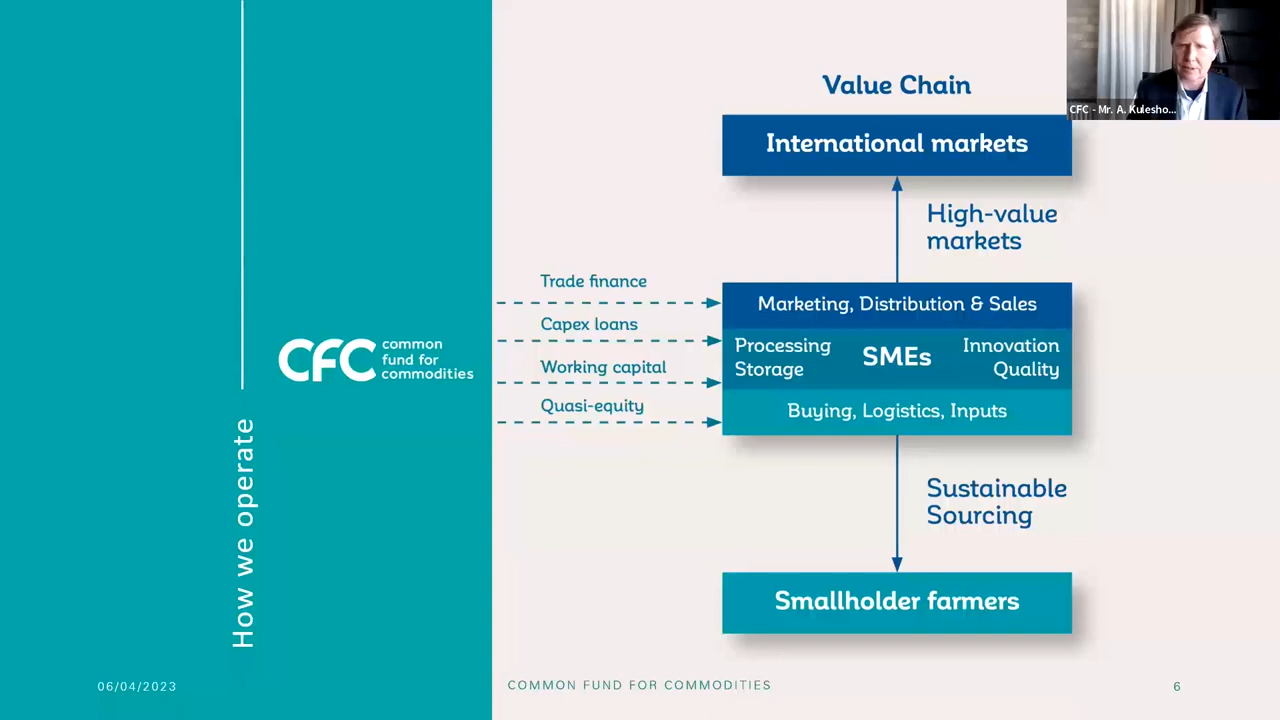 How we operate
CFC common
fund for
commodities
Value Chain
International markets
High-value
markets
Trade finance
Capex loans
Working capital
Quasi-equity
Marketing, Distribution & Sales
Processing
Storage
SMEs
Innovation
Quality
Buying, Logistics, Inputs
Sustainable
Sourcing
Smallholder farmers
CFC - Mr. A. Kulesho...
06/04/2023
COMMON FUND FOR COMMODITIES
6